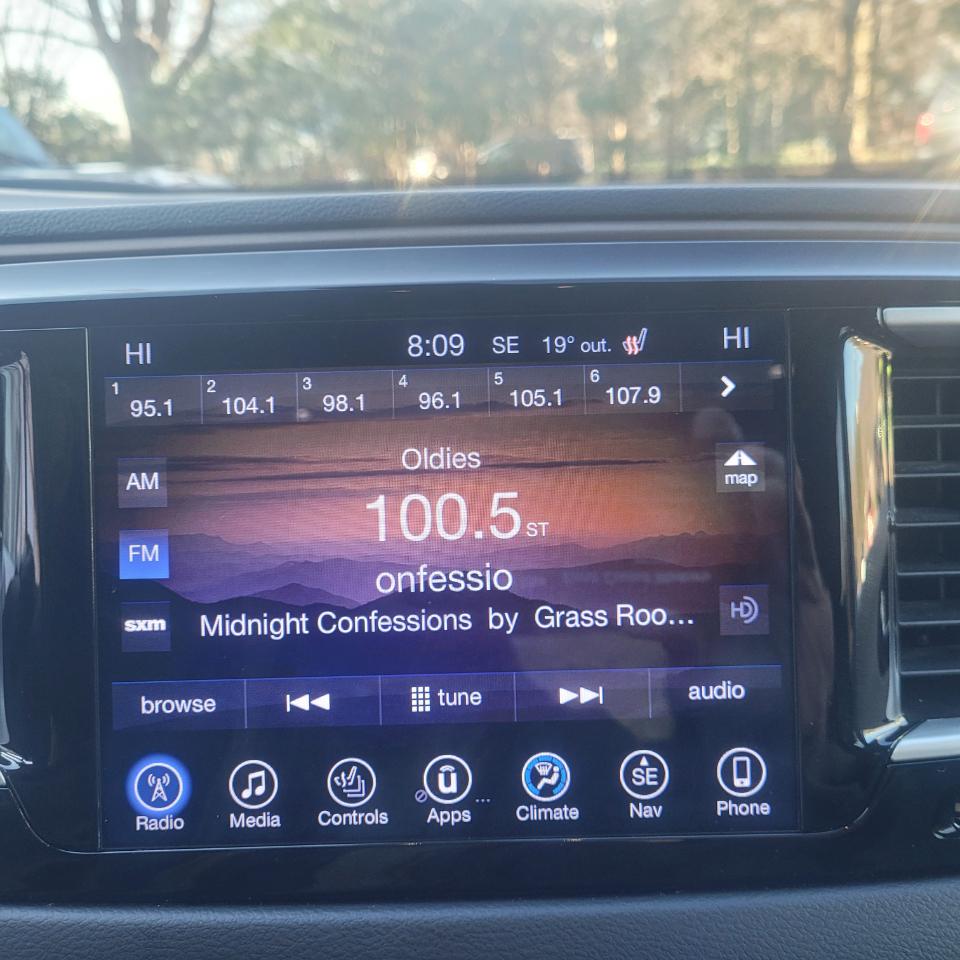 HI 8:09 SE 19° out. HI
1 95.1 2 104.1 3 98.1 4 96.1 5 105.1 6 107.9
Oldies
AM
map
100.5 ST
FM
onfessio
sxm Midnight Confessions by Grass Roo... HD
browse tune audio
SE
Radio Media Controls Apps Climate Nav Phone